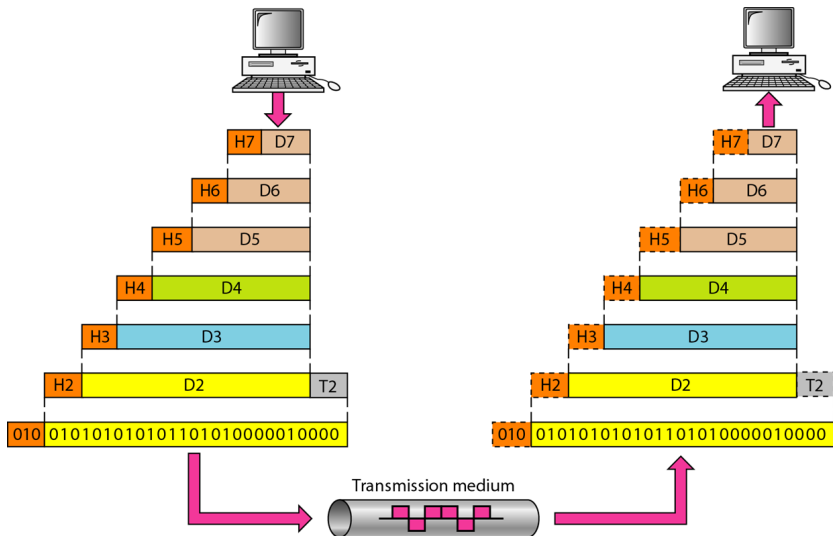 H7 D7 H7 D7
H6 D6 H6 D6
H5 D5 H5 D5
H4 D4 H4 D4
H3 D3 H3 D3
H2 D2 T2 H2 D2 T2
010 010101010101101010000010000 010 010101010101101010000010000
Transmission medium